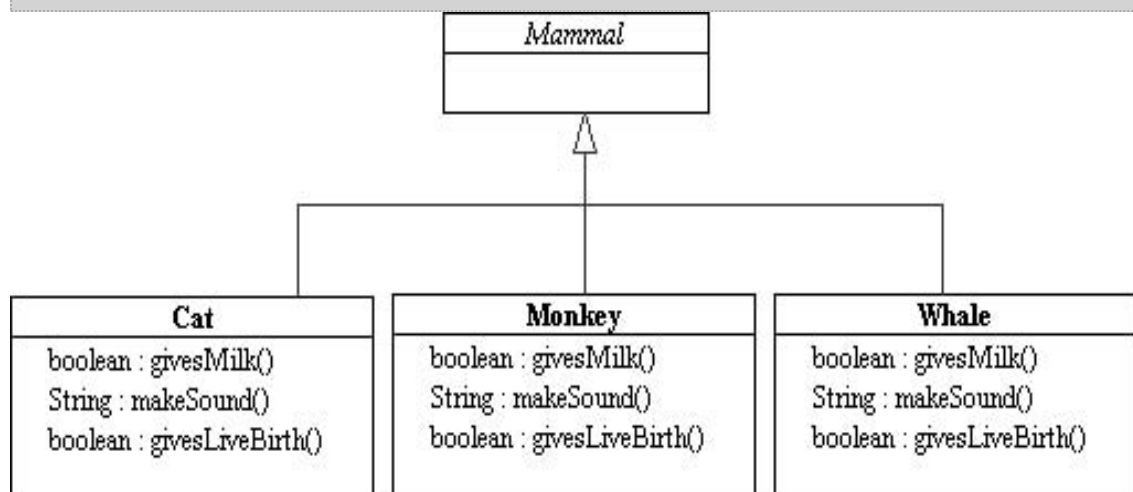 Mammal
Cat
boolean : givesMilk()
String : makeSound()
boolean : givesLiveBirth()
Monkey
boolean : givesMilk()
String : makeSound()
boolean : givesLiveBirth()
Whale
boolean : givesMilk()
String : makeSound()
boolean : givesLiveBirth()